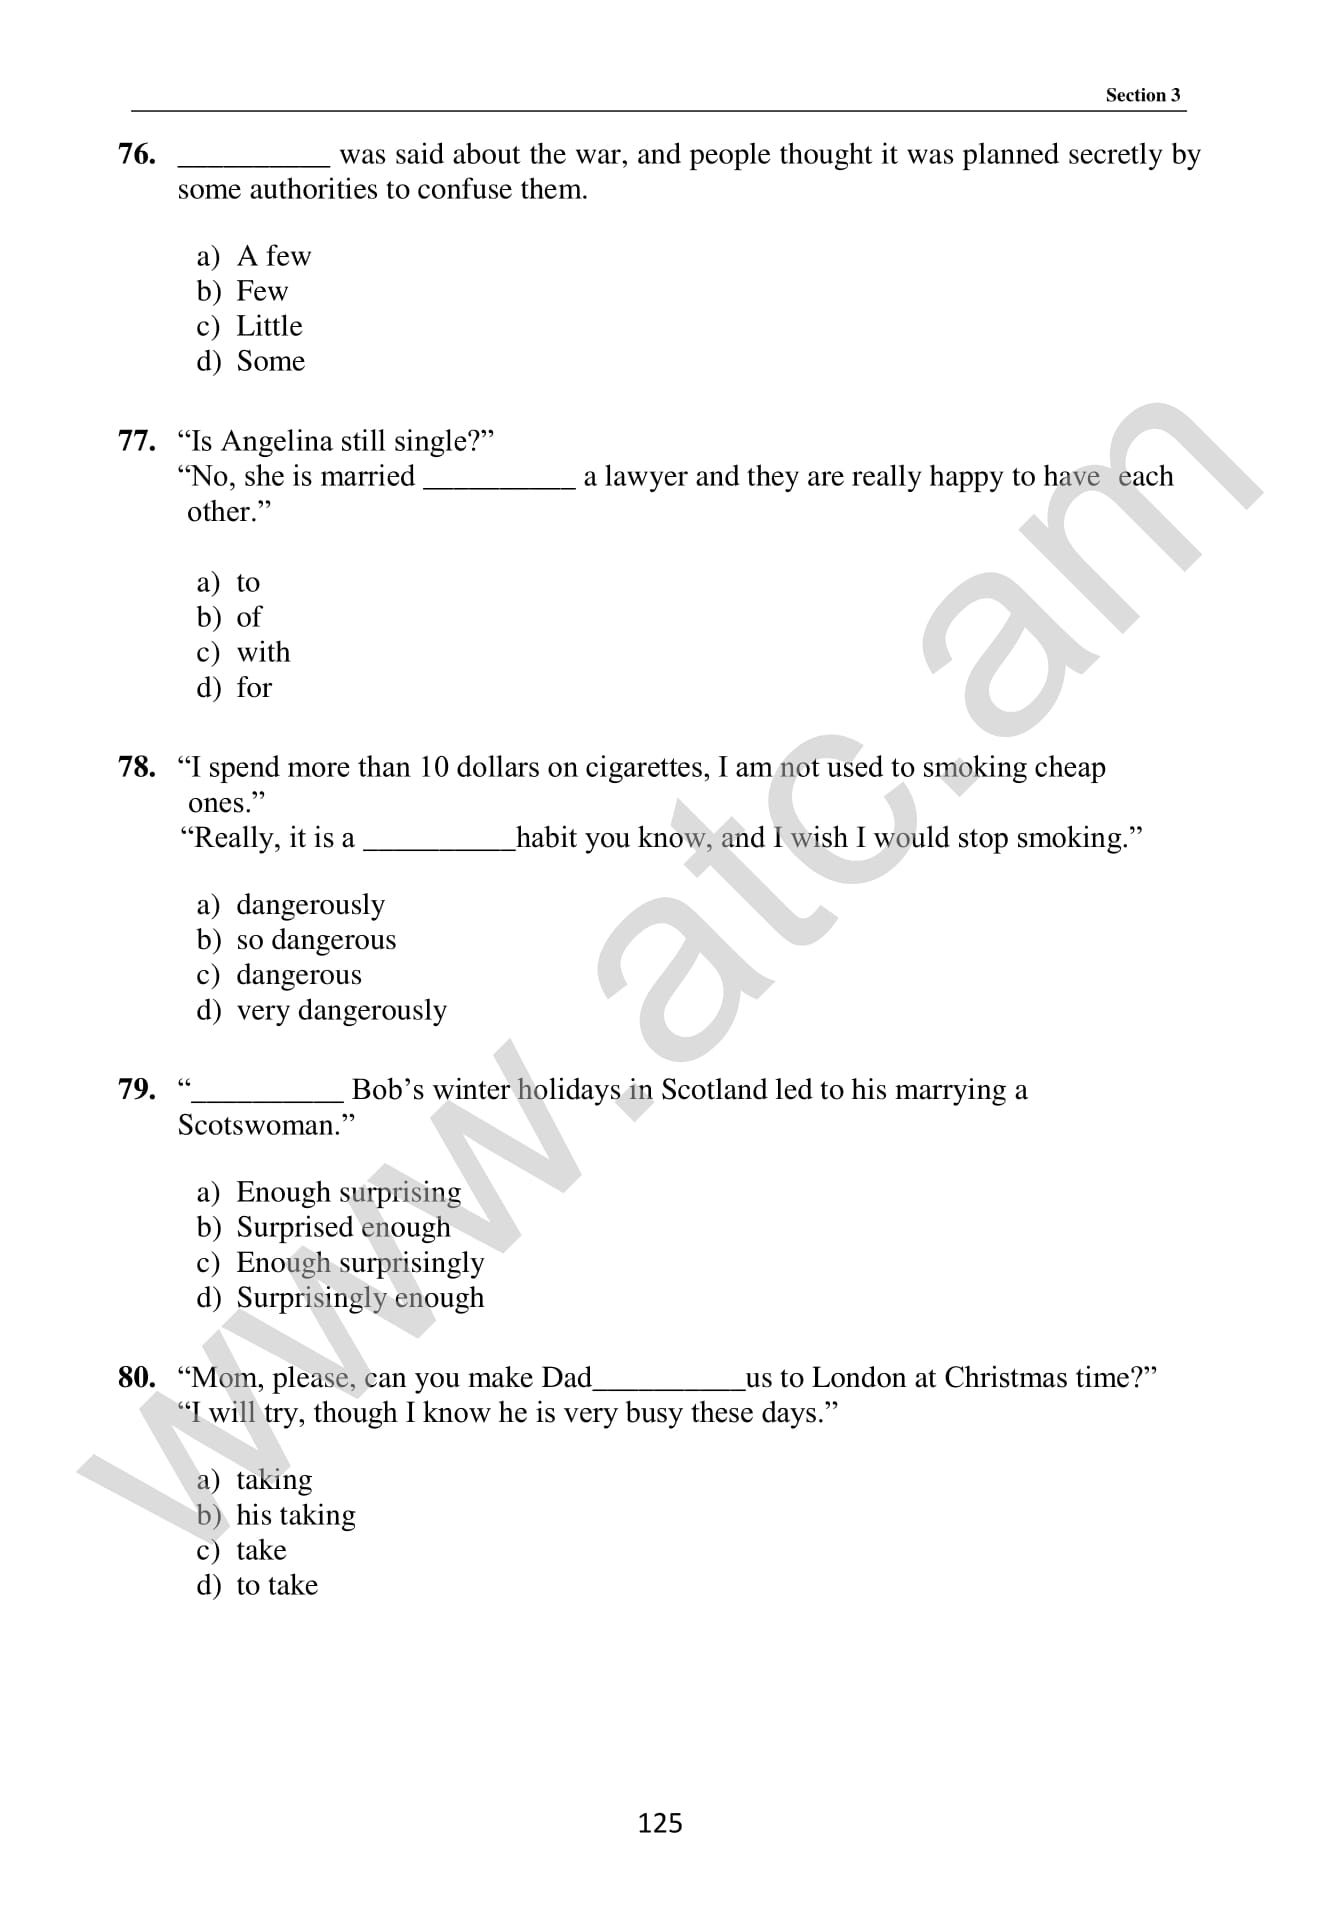 Section 3
76. __________ was said about the war, and people thought it was planned secretly by
some authorities to confuse them.
a) A few
b) Few
c) Little
d) Some
77. “Is Angelina still single?”
“No, she is married __________ a lawyer and they are really happy to have each
other.”
a) to
b) of
c) with
d) for
78. “I spend more than 10 dollars on cigarettes, I am not used to smoking cheap
ones.”
“Really, it is a __________habit you know, and I wish I would stop smoking.”
a) dangerously
b) so dangerous
c) dangerous
d) very dangerously
79. “__________ Bob’s winter holidays in Scotland led to his marrying a
Scotswoman.”
a) Enough surprising
b) Surprised enough
c) Enough surprisingly
d) Surprisingly enough
80. “Mom, please, can you make Dad__________us to London at Christmas time?”
“I will try, though I know he is very busy these days.”
a) taking
b) his taking
c) take
d) to take
125
www.atc.am